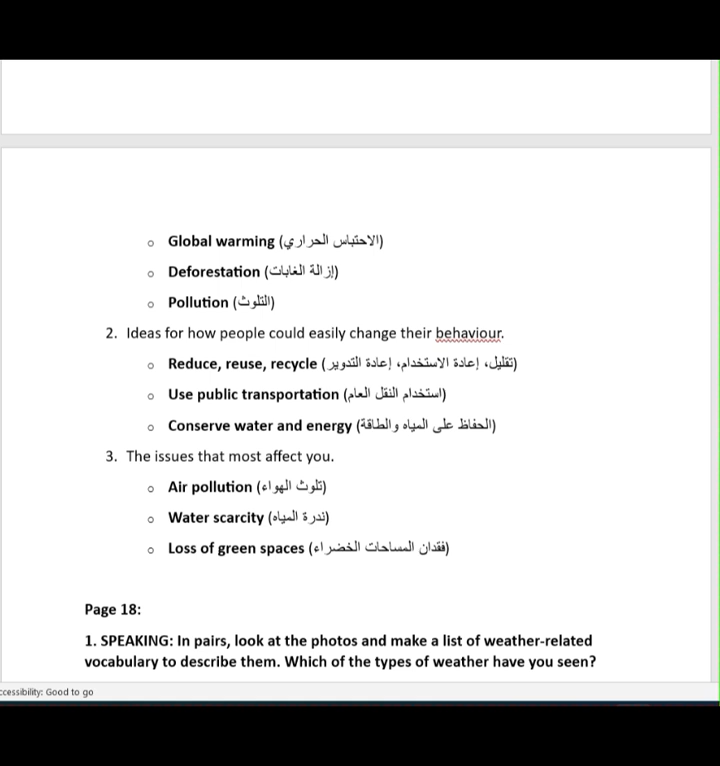 Global warming (الاحتباس الحراري)
Deforestation (إزالة الغابات)
Pollution (التلوث)
2. Ideas for how people could easily change their behaviour.
Reduce, reuse, recycle (تقليل، إعادة الاستخدام، إعادة التدوير)
Use public transportation (استخدام النقل العام)
Conserve water and energy (الحفاظ على المياه والطاقة)
3. The issues that most affect you.
Air pollution (تلوث الهواء)
Water scarcity (ندرة المياه)
Loss of green spaces (فقدان المساحات الخضراء)
Page 18:
1. SPEAKING: In pairs, look at the photos and make a list of weather-related
vocabulary to describe them. Which of the types of weather have you seen?
ccessibility: Good to go